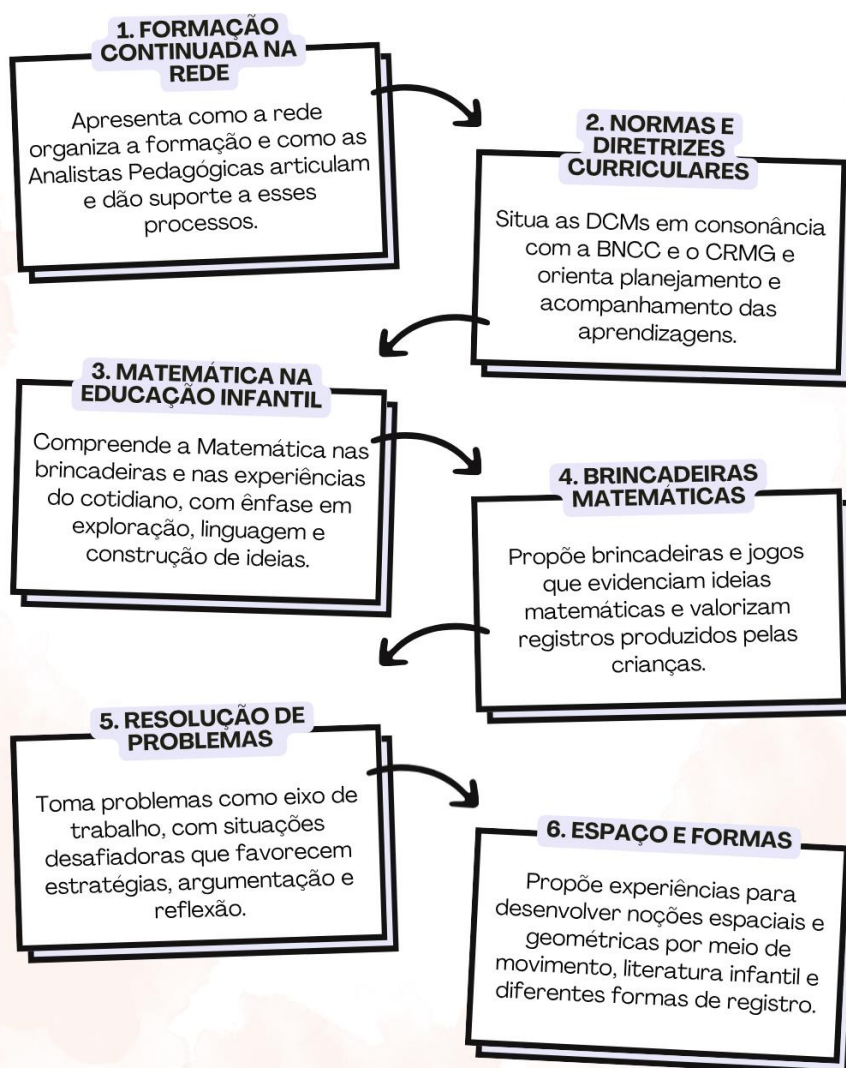 1. FORMAÇÃO
CONTINUADA NA
REDE
Apresenta como a rede
organiza a formação e como as
Analistas Pedagógicas articulam
e dão suporte a esses
processos.
2. NORMAS E
DIRETRIZES
CURRICULARES
Situa as DCMs em consonância
com a BNCC e o CRMG e
orienta planejamento e
acompanhamento das
aprendizagens.
3. MATEMÁTICA NA
EDUCAÇÃO INFANTIL
Compreende a Matemática nas
brincadeiras e nas experiências
do cotidiano, com ênfase em
exploração, linguagem e
construção de ideias.
4. BRINCADEIRAS
MATEMÁTICAS
Propõe brincadeiras e jogos
que evidenciam ideias
matemáticas e valorizam
registros produzidos pelas
crianças.
5. RESOLUÇÃO DE
PROBLEMAS
Toma problemas como eixo de
trabalho, com situações
desafiadoras que favorecem
estratégias, argumentação e
reflexão.
6. ESPAÇO E FORMAS
Propõe experiências para
desenvolver noções espaciais e
geométricas por meio de
movimento, literatura infantil e
diferentes formas de registro.